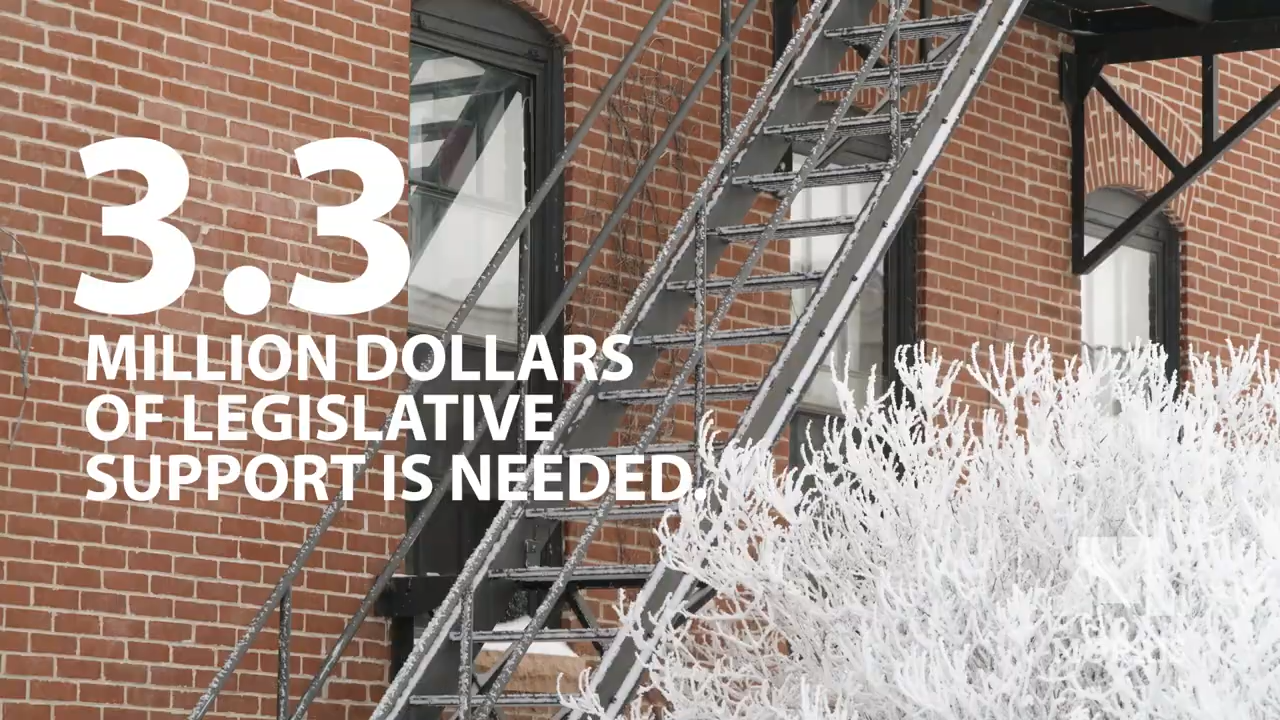 3.3
MILLION DOLLARS
OF LEGISLATIVE
SUPPORT IS NEEDED.